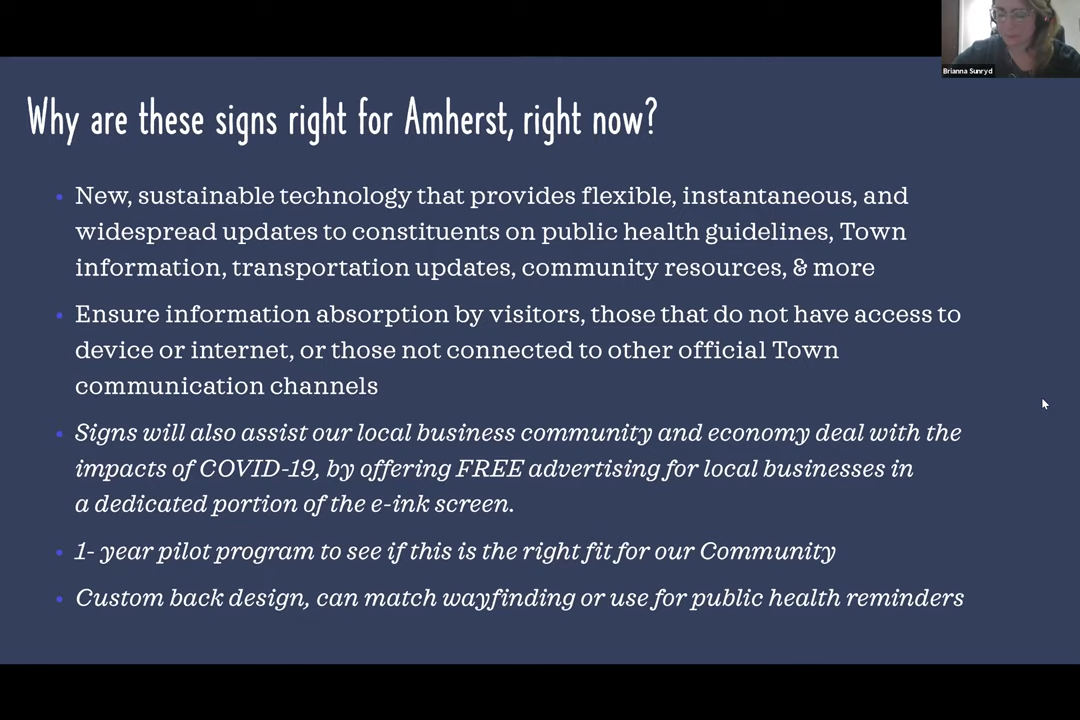 Brianna Sunryd
Why are these signs right for Amherst, right now?
• New, sustainable technology that provides flexible, instantaneous, and
widespread updates to constituents on public health guidelines, Town
information, transportation updates, community resources, & more
• Ensure information absorption by visitors, those that do not have access to
device or internet, or those not connected to other official Town
communication channels
• Signs will also assist our local business community and economy deal with the
impacts of COVID-19, by offering FREE advertising for local businesses in
a dedicated portion of the e-ink screen.
• 1- year pilot program to see if this is the right fit for our Community
• Custom back design, can match wayfinding or use for public health reminders